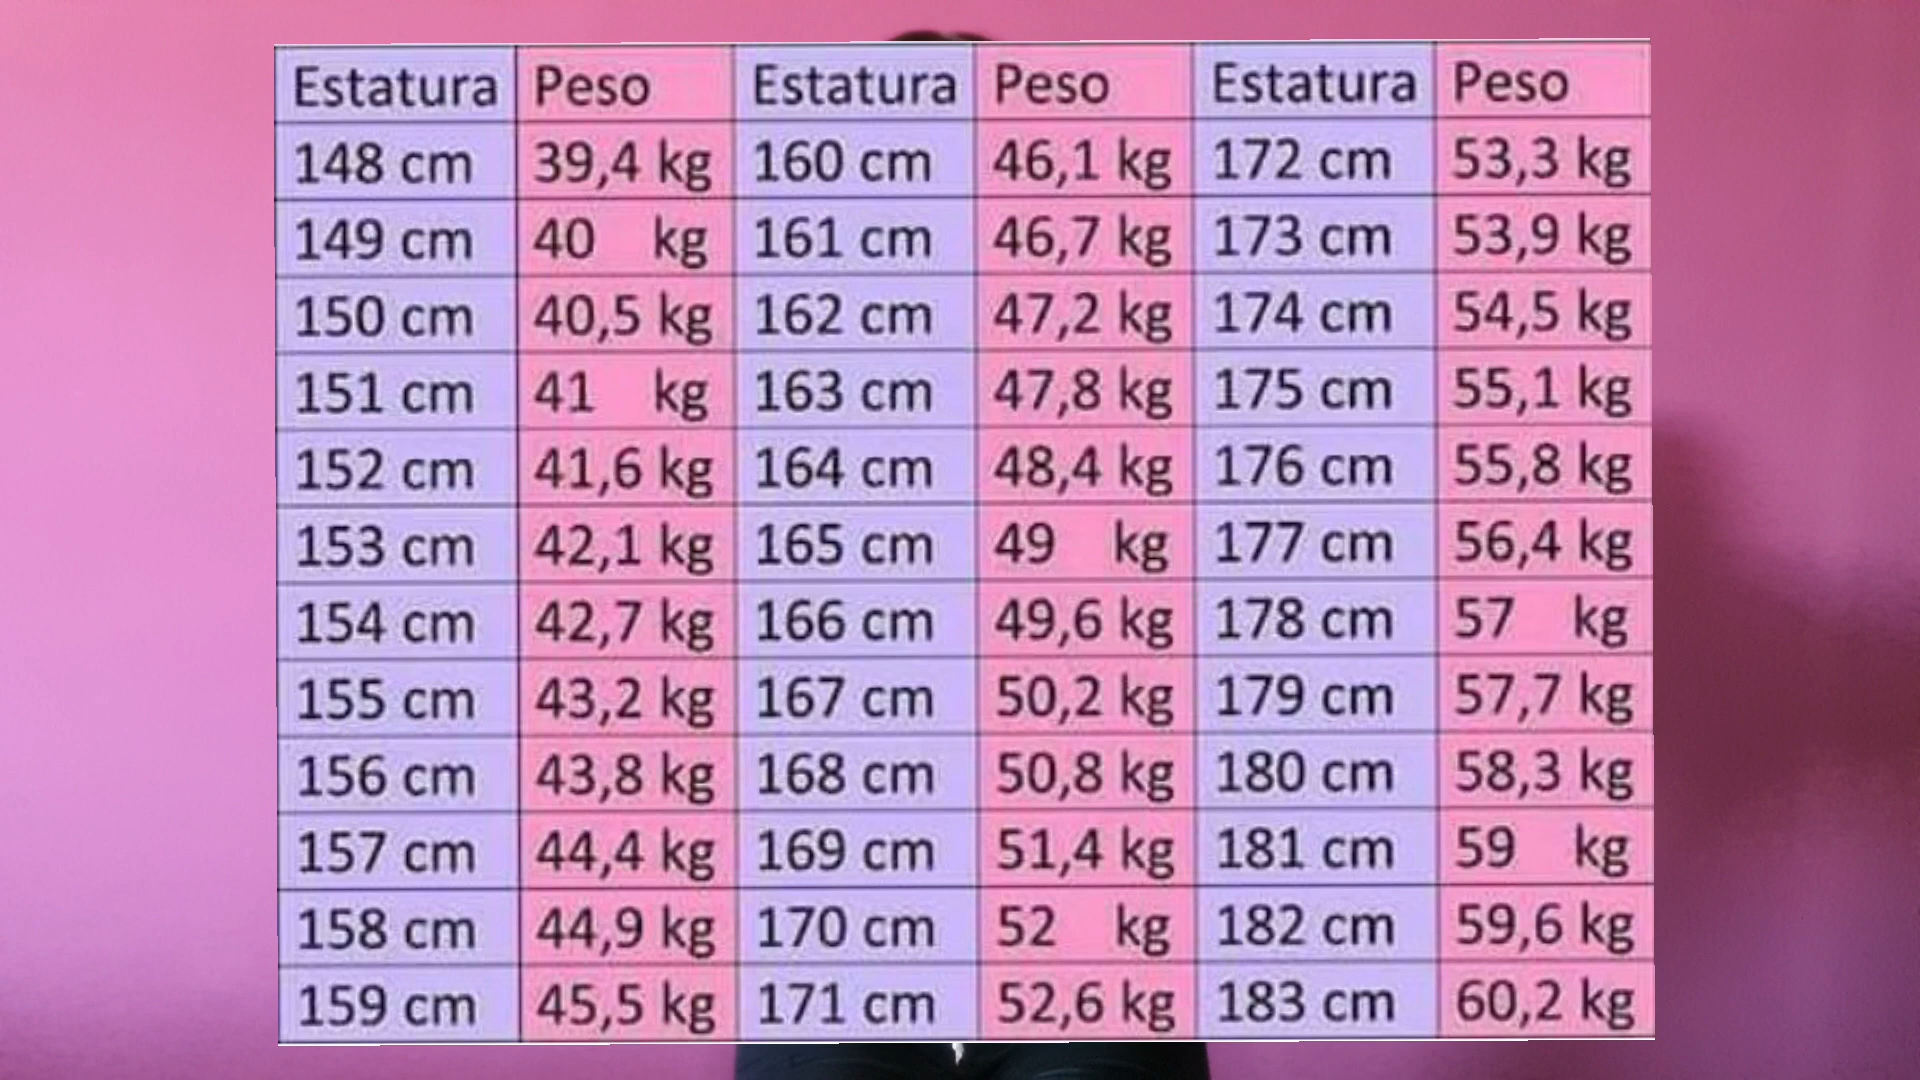 Estatura Peso Estatura Peso Estatura Peso
148 cm 39,4 kg 160 cm 46,1 kg 172 cm 53,3 kg
149 cm 40 kg 161 cm 46,7 kg 173 cm 53,9 kg
150 cm 40,5 kg 162 cm 47,2 kg 174 cm 54,5 kg
151 cm 41 kg 163 cm 47,8 kg 175 cm 55,1 kg
152 cm 41,6 kg 164 cm 48,4 kg 176 cm 55,8 kg
153 cm 42,1 kg 165 cm 49 kg 177 cm 56,4 kg
154 cm 42,7 kg 166 cm 49,6 kg 178 cm 57 kg
155 cm 43,2 kg 167 cm 50,2 kg 179 cm 57,7 kg
156 cm 43,8 kg 168 cm 50,8 kg 180 cm 58,3 kg
157 cm 44,4 kg 169 cm 51,4 kg 181 cm 59 kg
158 cm 44,9 kg 170 cm 52 kg 182 cm 59,6 kg
159 cm 45,5 kg 171 cm 52,6 kg 183 cm 60,2 kg